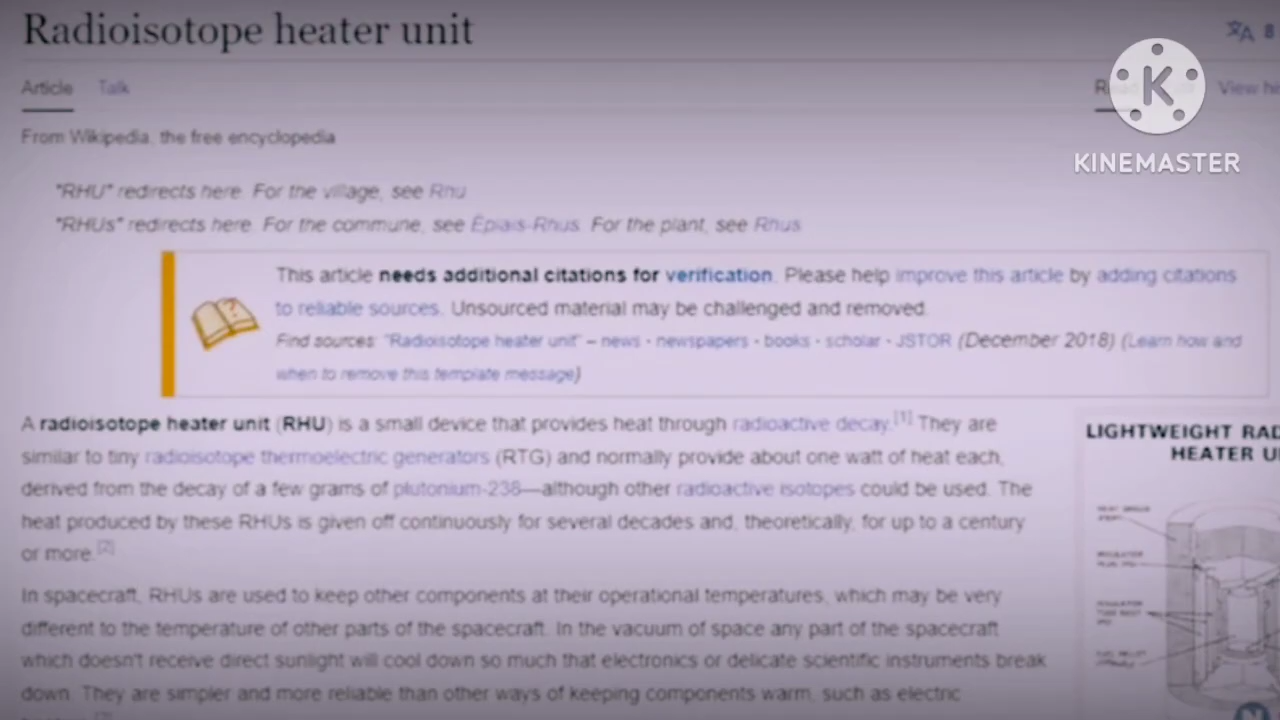 Radioisotope heater unit
8
Article Talk
View his
From Wikipedia, the free encyclopedia
KINEMASTER
"RHU" redirects here. For the village, see Rhu
"RHUs" redirects here. For the commune, see Épiais-Rhus. For the plant, see Rhus
This article needs additional citations for verification. Please help improve this article by adding citations
to reliable sources. Unsourced material may be challenged and removed.
Find sources: "Radioisotope heater unit" – news · newspapers · books · scholar · JSTOR (December 2018) (Learn how and
when to remove this template message)
A radioisotope heater unit (RHU) is a small device that provides heat through radioactive decay.[1] They are
similar to tiny radioisotope thermoelectric generators (RTG) and normally provide about one watt of heat each,
derived from the decay of a few grams of plutonium-238—although other radioactive isotopes could be used. The
heat produced by these RHUs is given off continuously for several decades and, theoretically, for up to a century
or more.[2]
LIGHTWEIGHT RAD
HEATER U
In spacecraft, RHUs are used to keep other components at their operational temperatures, which may be very
different to the temperature of other parts of the spacecraft. In the vacuum of space any part of the spacecraft
which doesn't receive direct sunlight will cool down so much that electronics or delicate scientific instruments break
down. They are simpler and more reliable than other ways of keeping components warm, such as electric